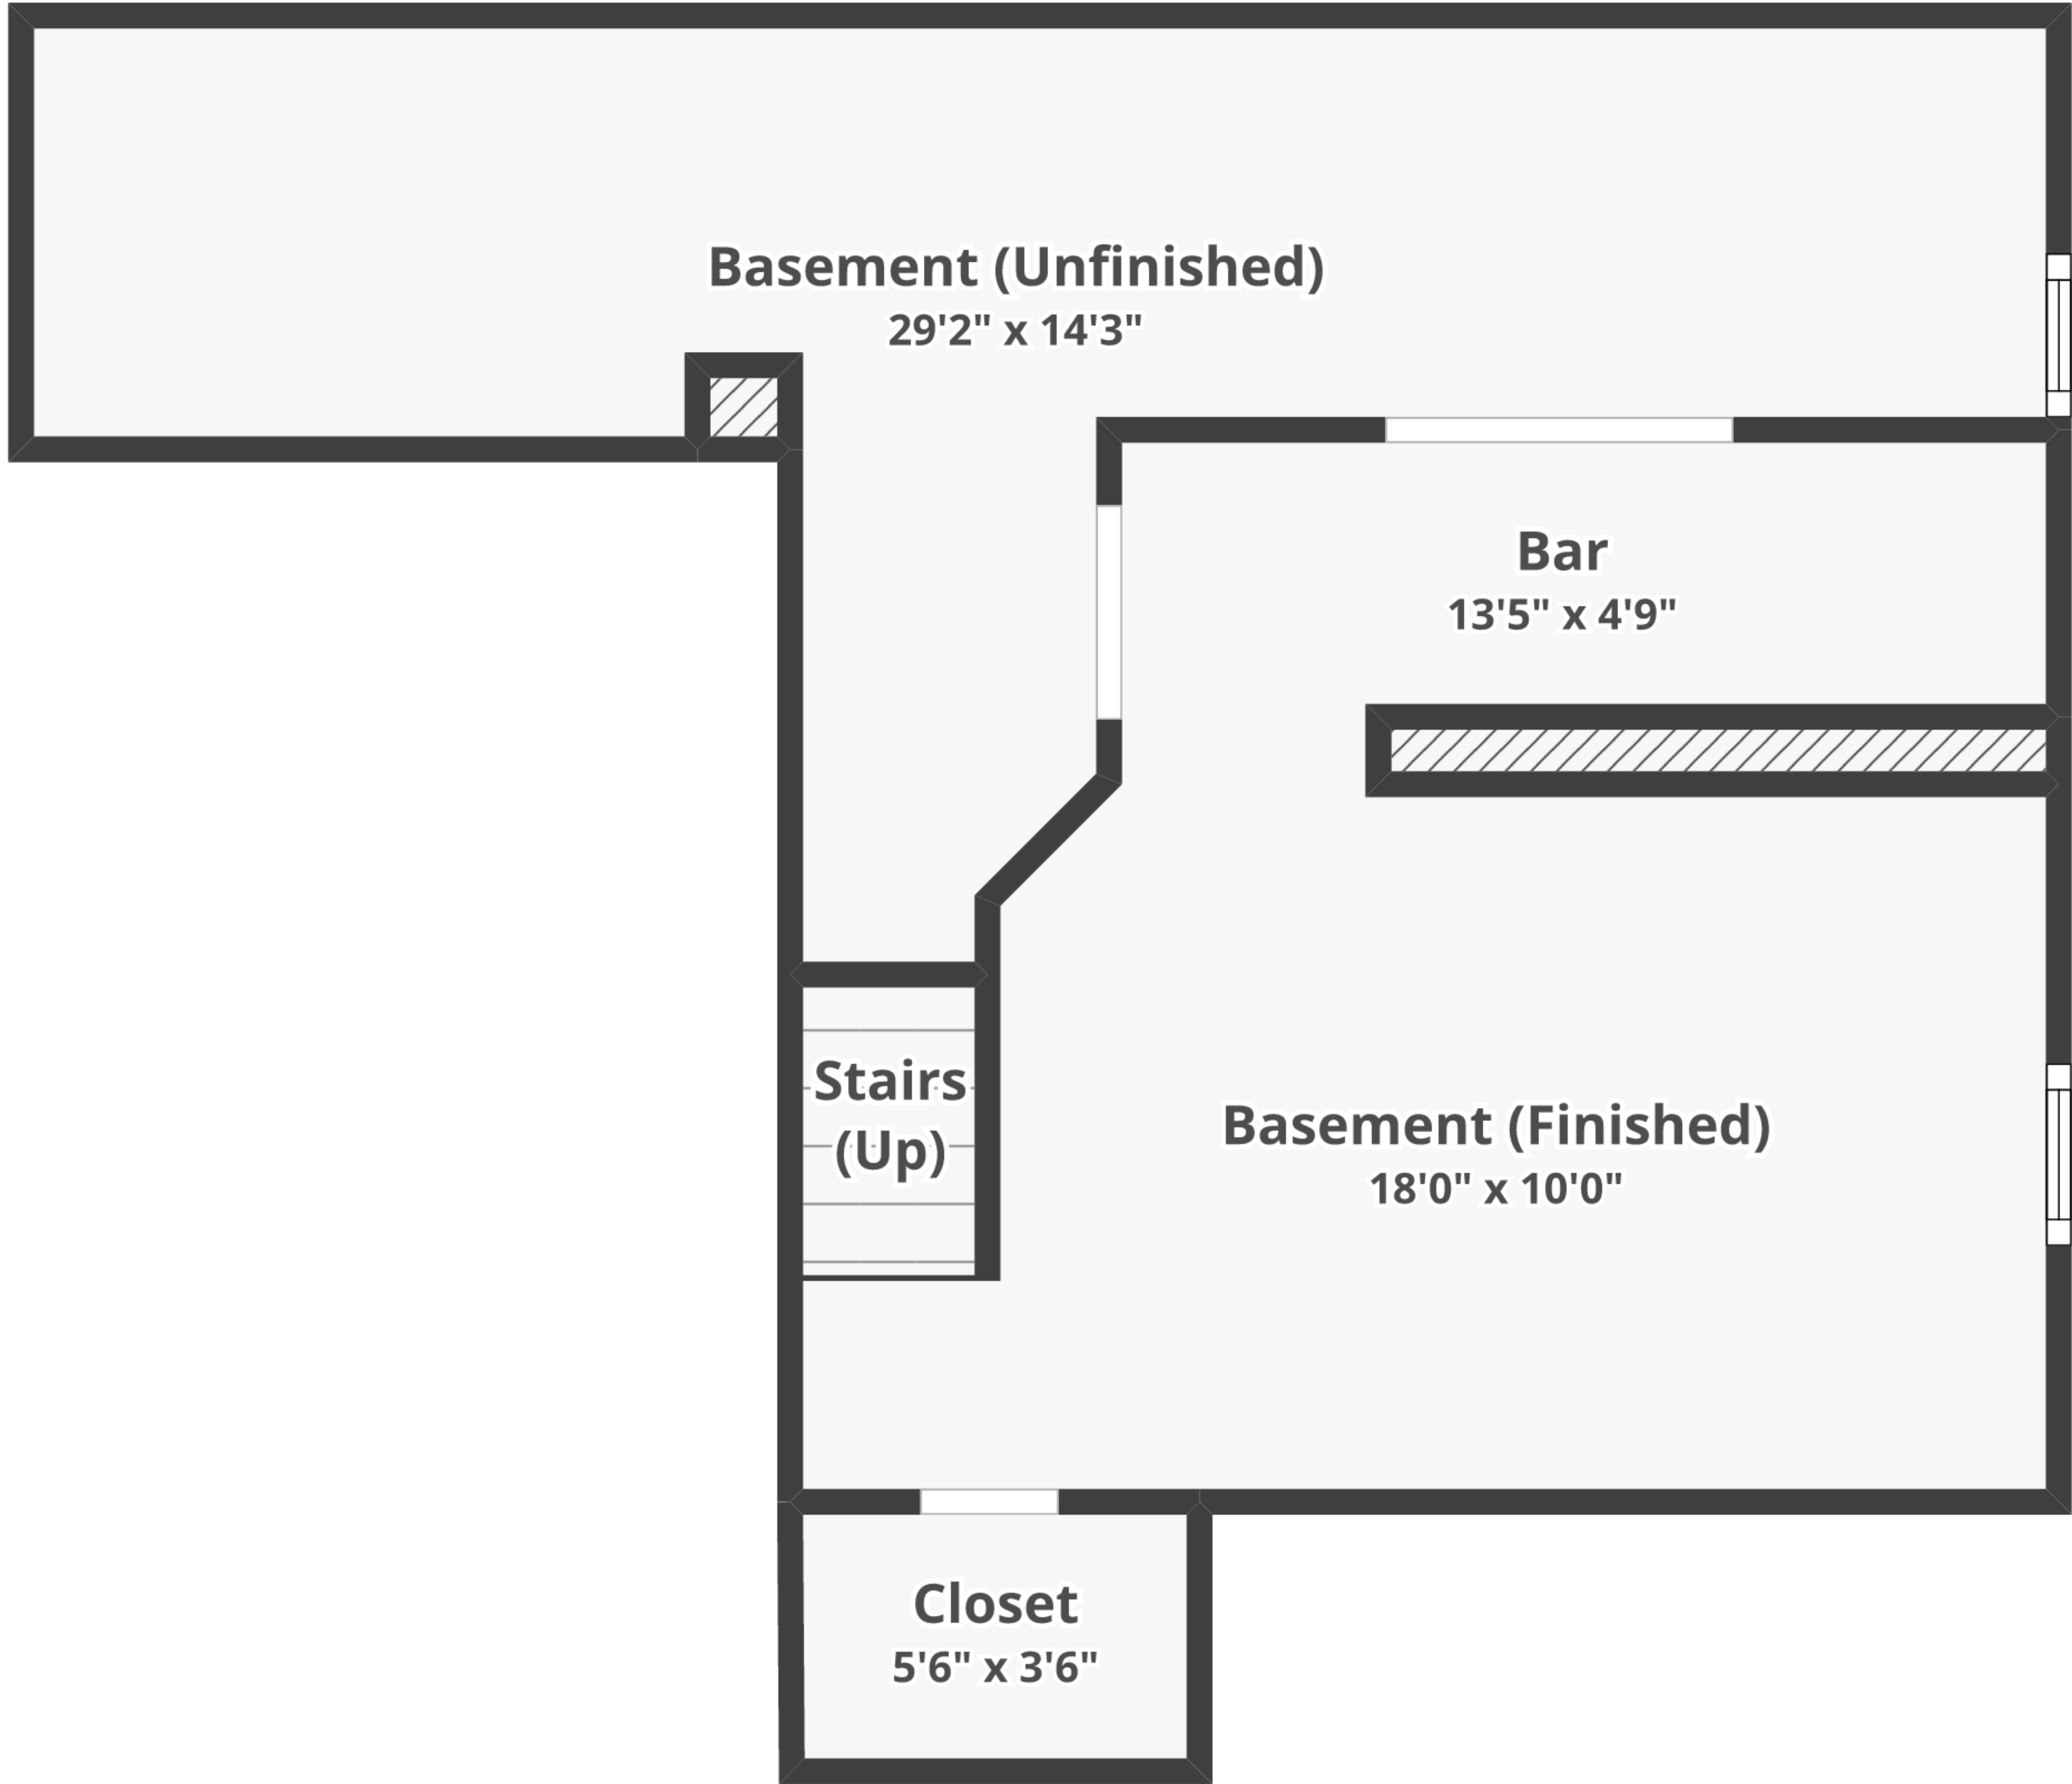 Basement (Unfinished)
29'2" x 14'3"
Bar
13'5" x 4'9"
Stairs
(Up)
Basement (Finished)
18'0" x 10'0"
Closet
5'6" x 3'6"